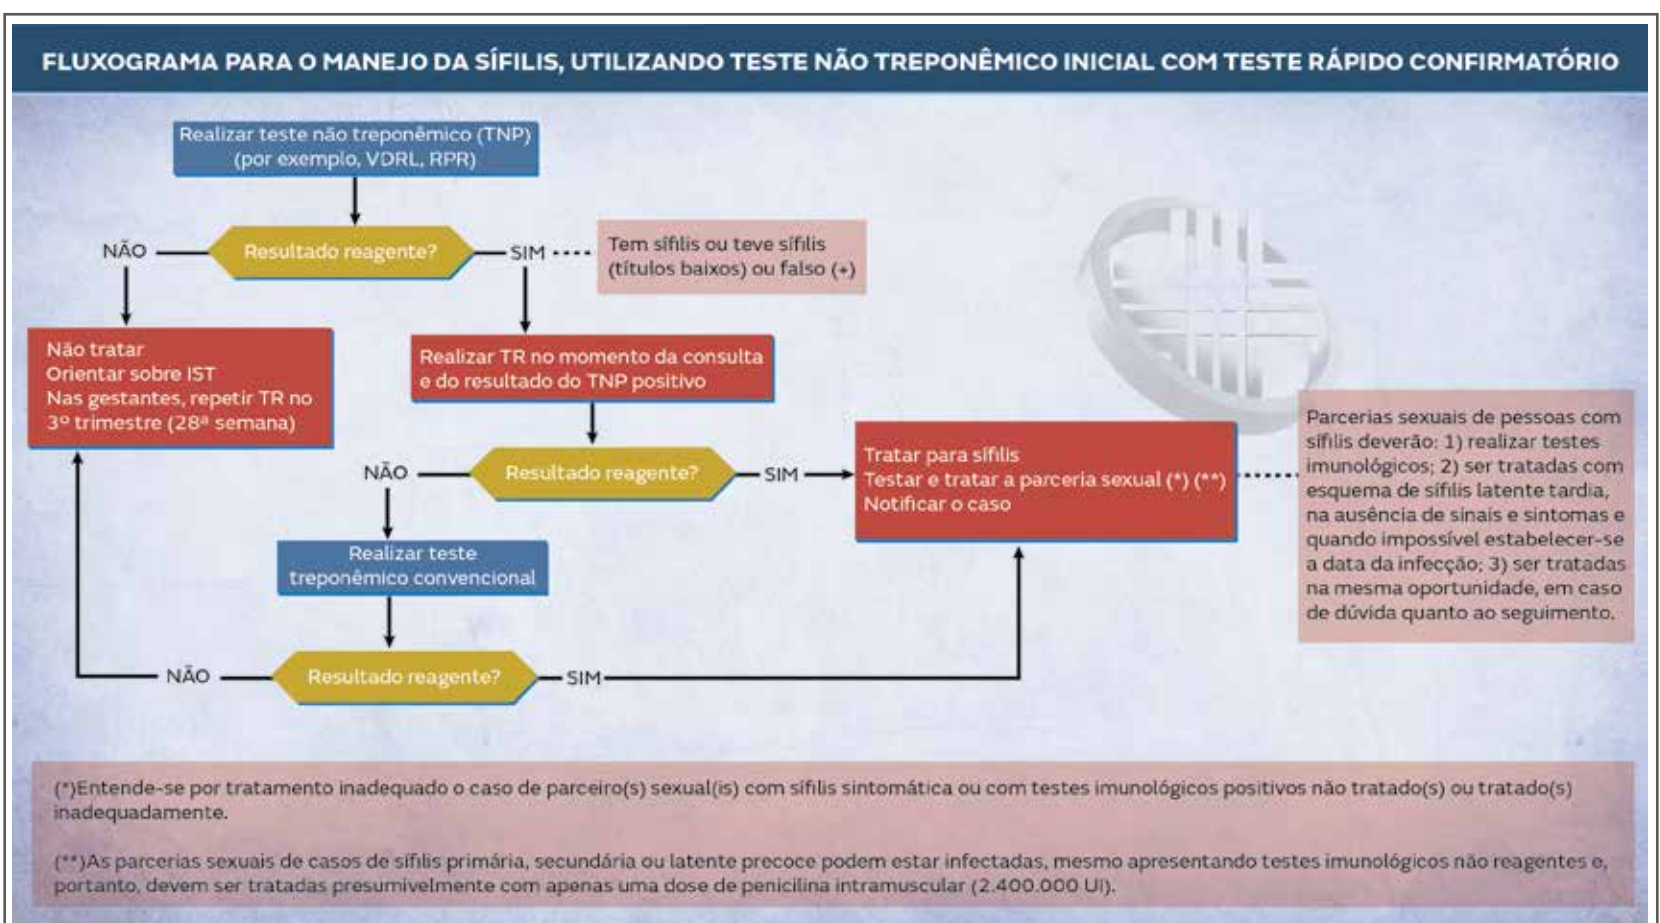 FLUXOGRAMA PARA O MANEJO DA SÍFILIS, UTILIZANDO TESTE NÃO TREPONÊMICO INICIAL COM TESTE RÁPIDO CONFIRMATÓRIO
Realizar teste não treponêmico (TNP)
(por exemplo, VDRL, RPR)
NÃO
Resultado reagente?
SIM
Tem sífilis ou teve sífilis
(títulos baixos) ou falso (+)
Não tratar
Orientar sobre IST
Nas gestantes, repetir TR no
3º trimestre (28ª semana)
Realizar TR no momento da consulta
e do resultado do TNP positivo
NÃO
Resultado reagente?
SIM
Tratar para sífilis
Testar e tratar a parceria sexual (*) (**)
Notificar o caso
Parcerias sexuais de pessoas com
sífilis deverão: 1) realizar testes
imunológicos; 2) ser tratadas com
esquema de sífilis latente tardia,
na ausência de sinais e sintomas e
quando impossível estabelecer-se
a data da infecção; 3) ser tratadas
na mesma oportunidade, em caso
de dúvida quanto ao seguimento.
Realizar teste
treponêmico convencional
NÃO
Resultado reagente?
SIM
(*)Entende-se por tratamento inadequado o caso de parceiro(s) sexual(is) com sífilis sintomática ou com testes imunológicos positivos não tratado(s) ou tratado(s)
inadequadamente.
(**)As parcerias sexuais de casos de sífilis primária, secundária ou latente precoce podem estar infectadas, mesmo apresentando testes imunológicos não reagentes e,
portanto, devem ser tratadas presumivelmente com apenas uma dose de penicilina intramuscular (2.400.000 UI).